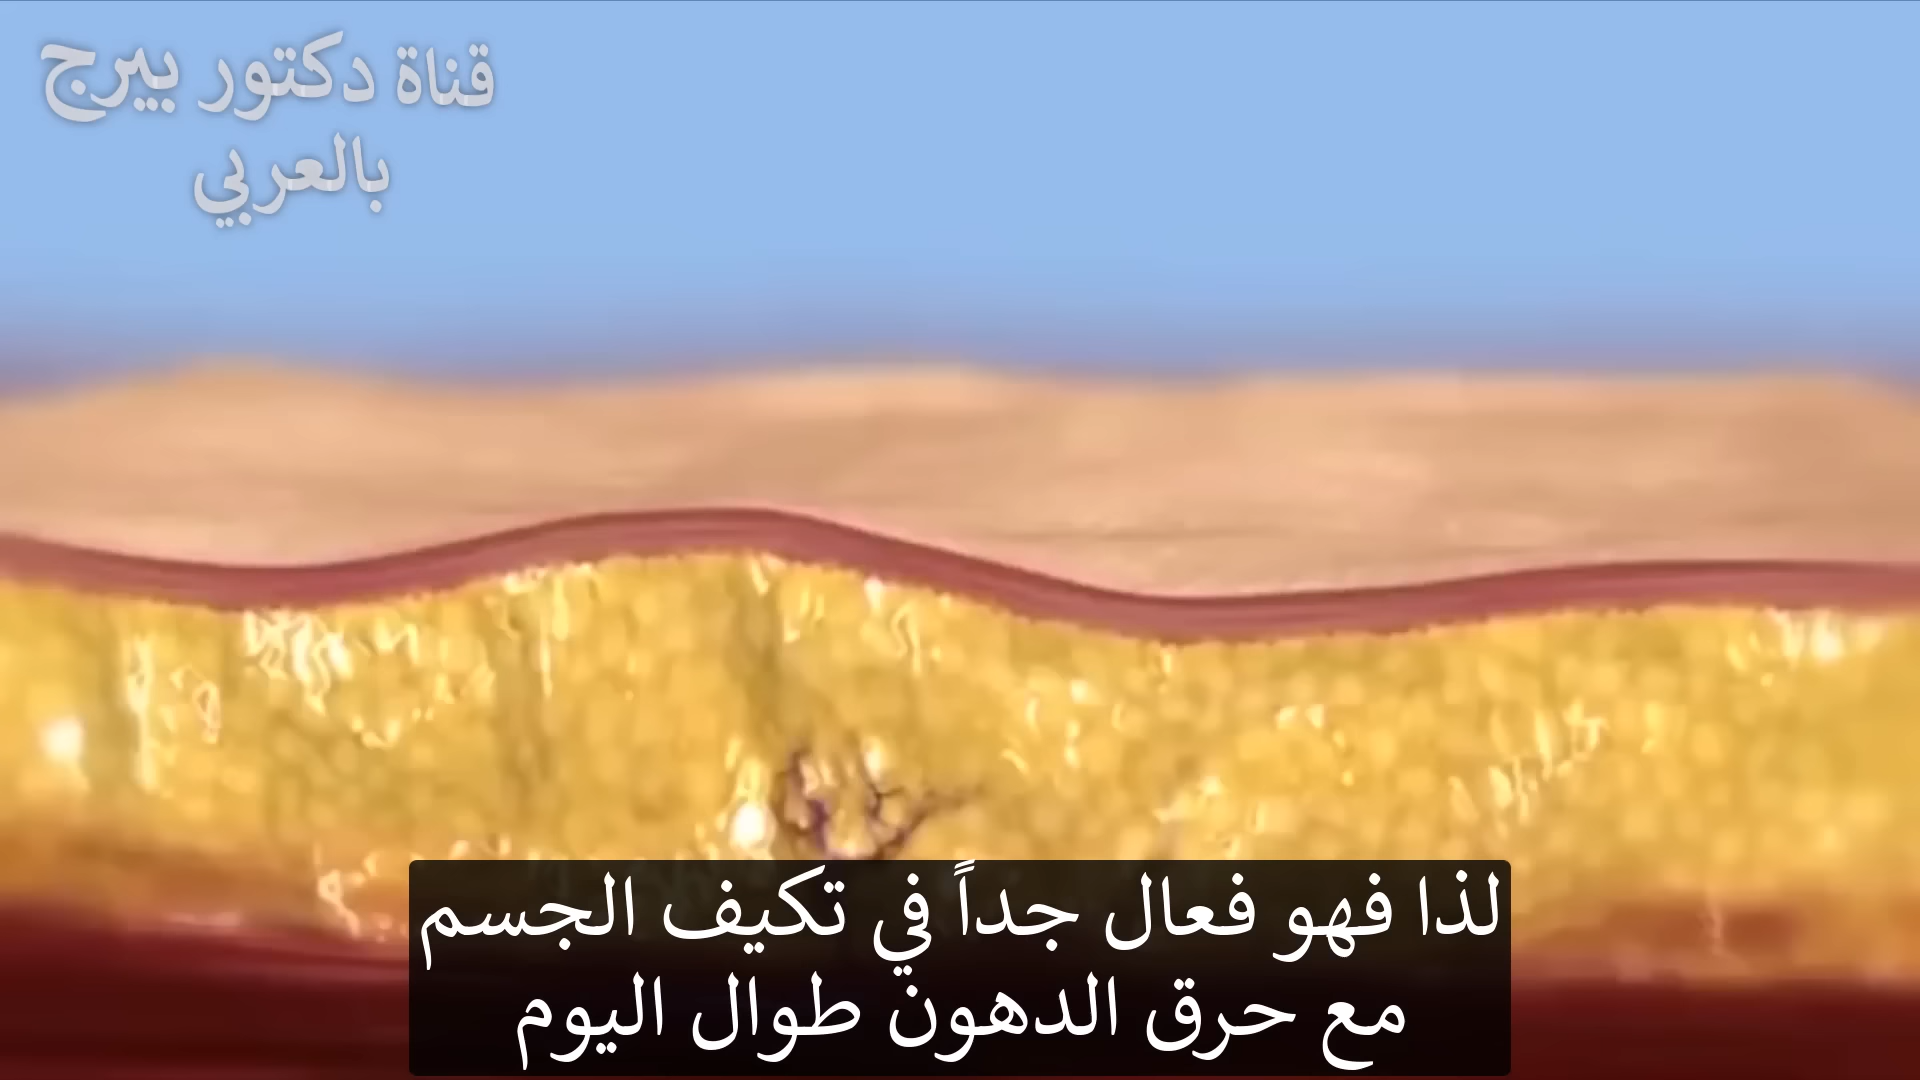 قناة دكتور بيرج
بالعربي
لذا فهو فعال جداً في تكيف الجسم
مع حرق الدهون طوال اليوم